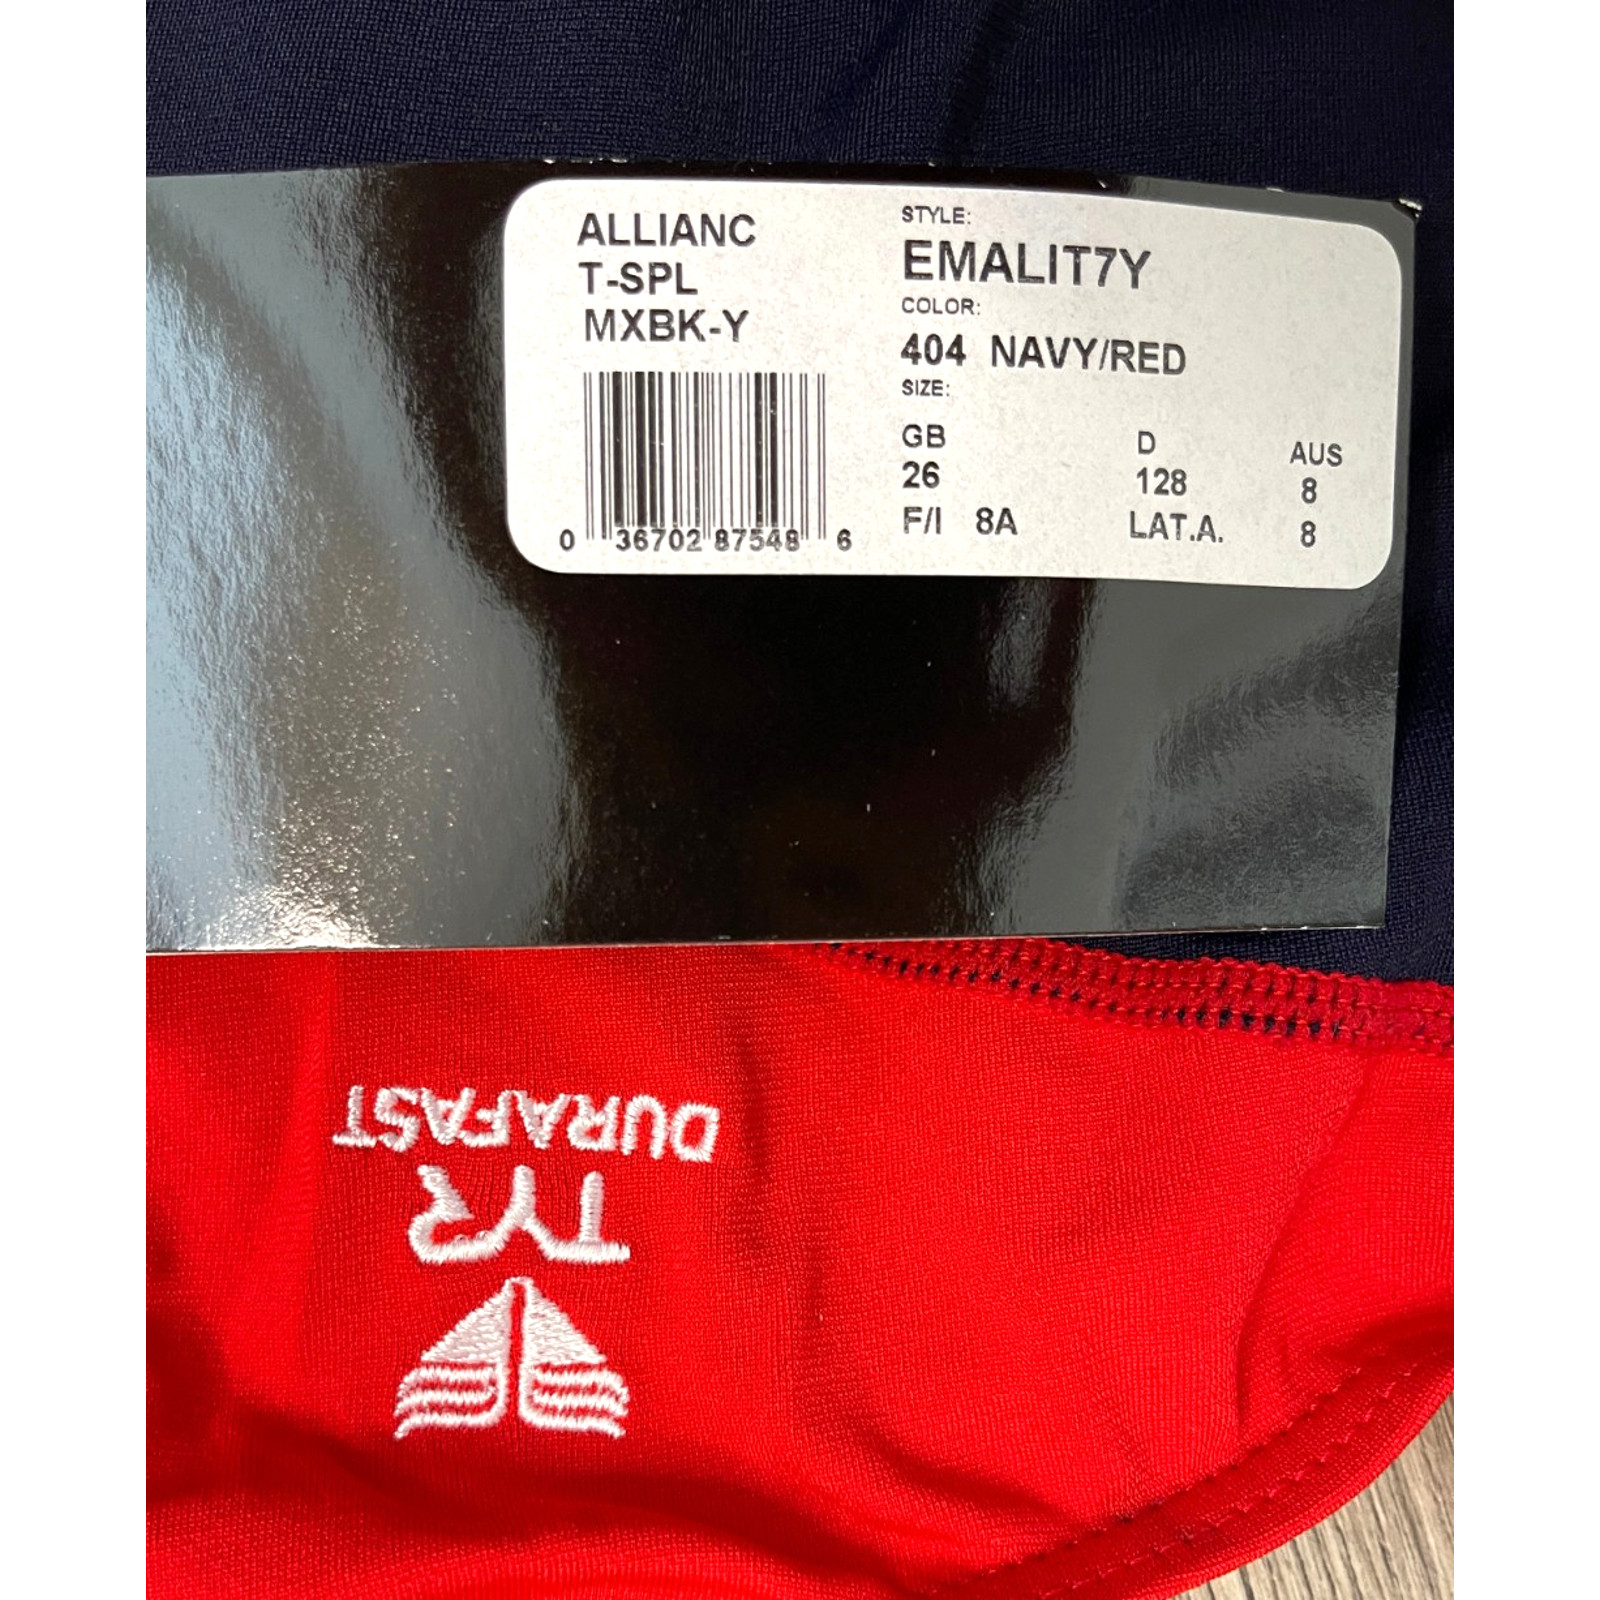 ALLIANC
T-SPL
MXBK-Y
0 36702 87548 6
STYLE:
EMALIT7Y
COLOR:
404 NAVY/RED
SIZE:
GB D AUS
26 128 8
F/I 8A LAT.A. 8
DURAFAST
TYR